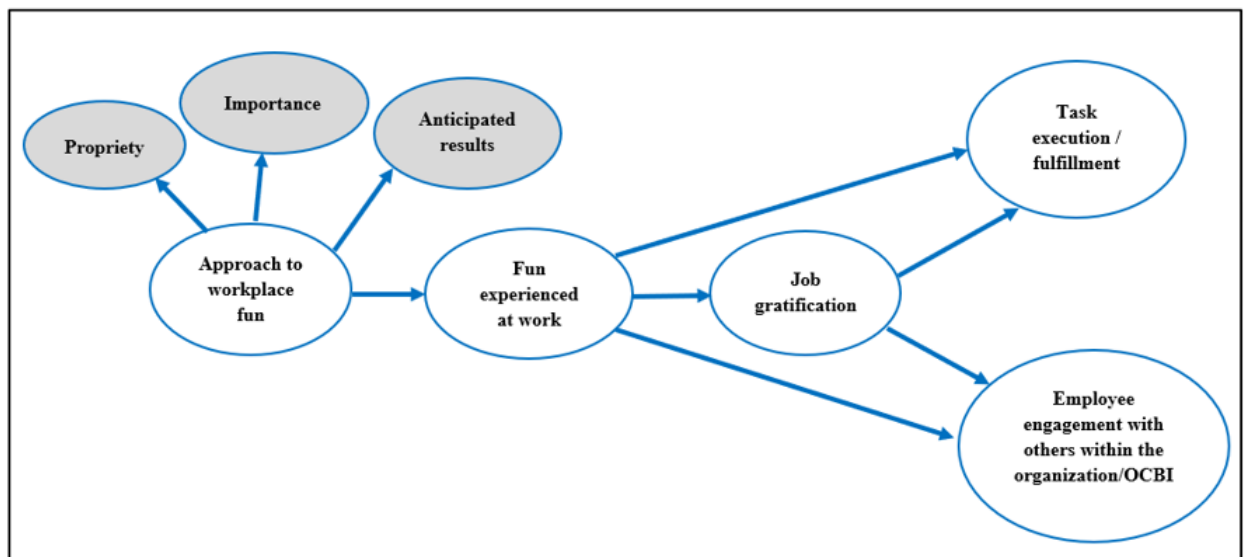 Propriety
Importance
Anticipated
results
Approach to
workplace
fun
Fun
experienced
at work
Job
gratification
Task
execution /
fulfillment
Employee
engagement with
others within the
organization/OCBI